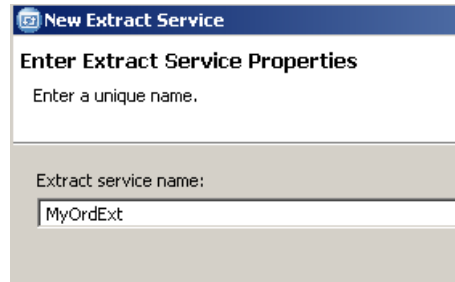 New Extract Service
Enter Extract Service Properties
Enter a unique name.
Extract service name:
MyOrdExt